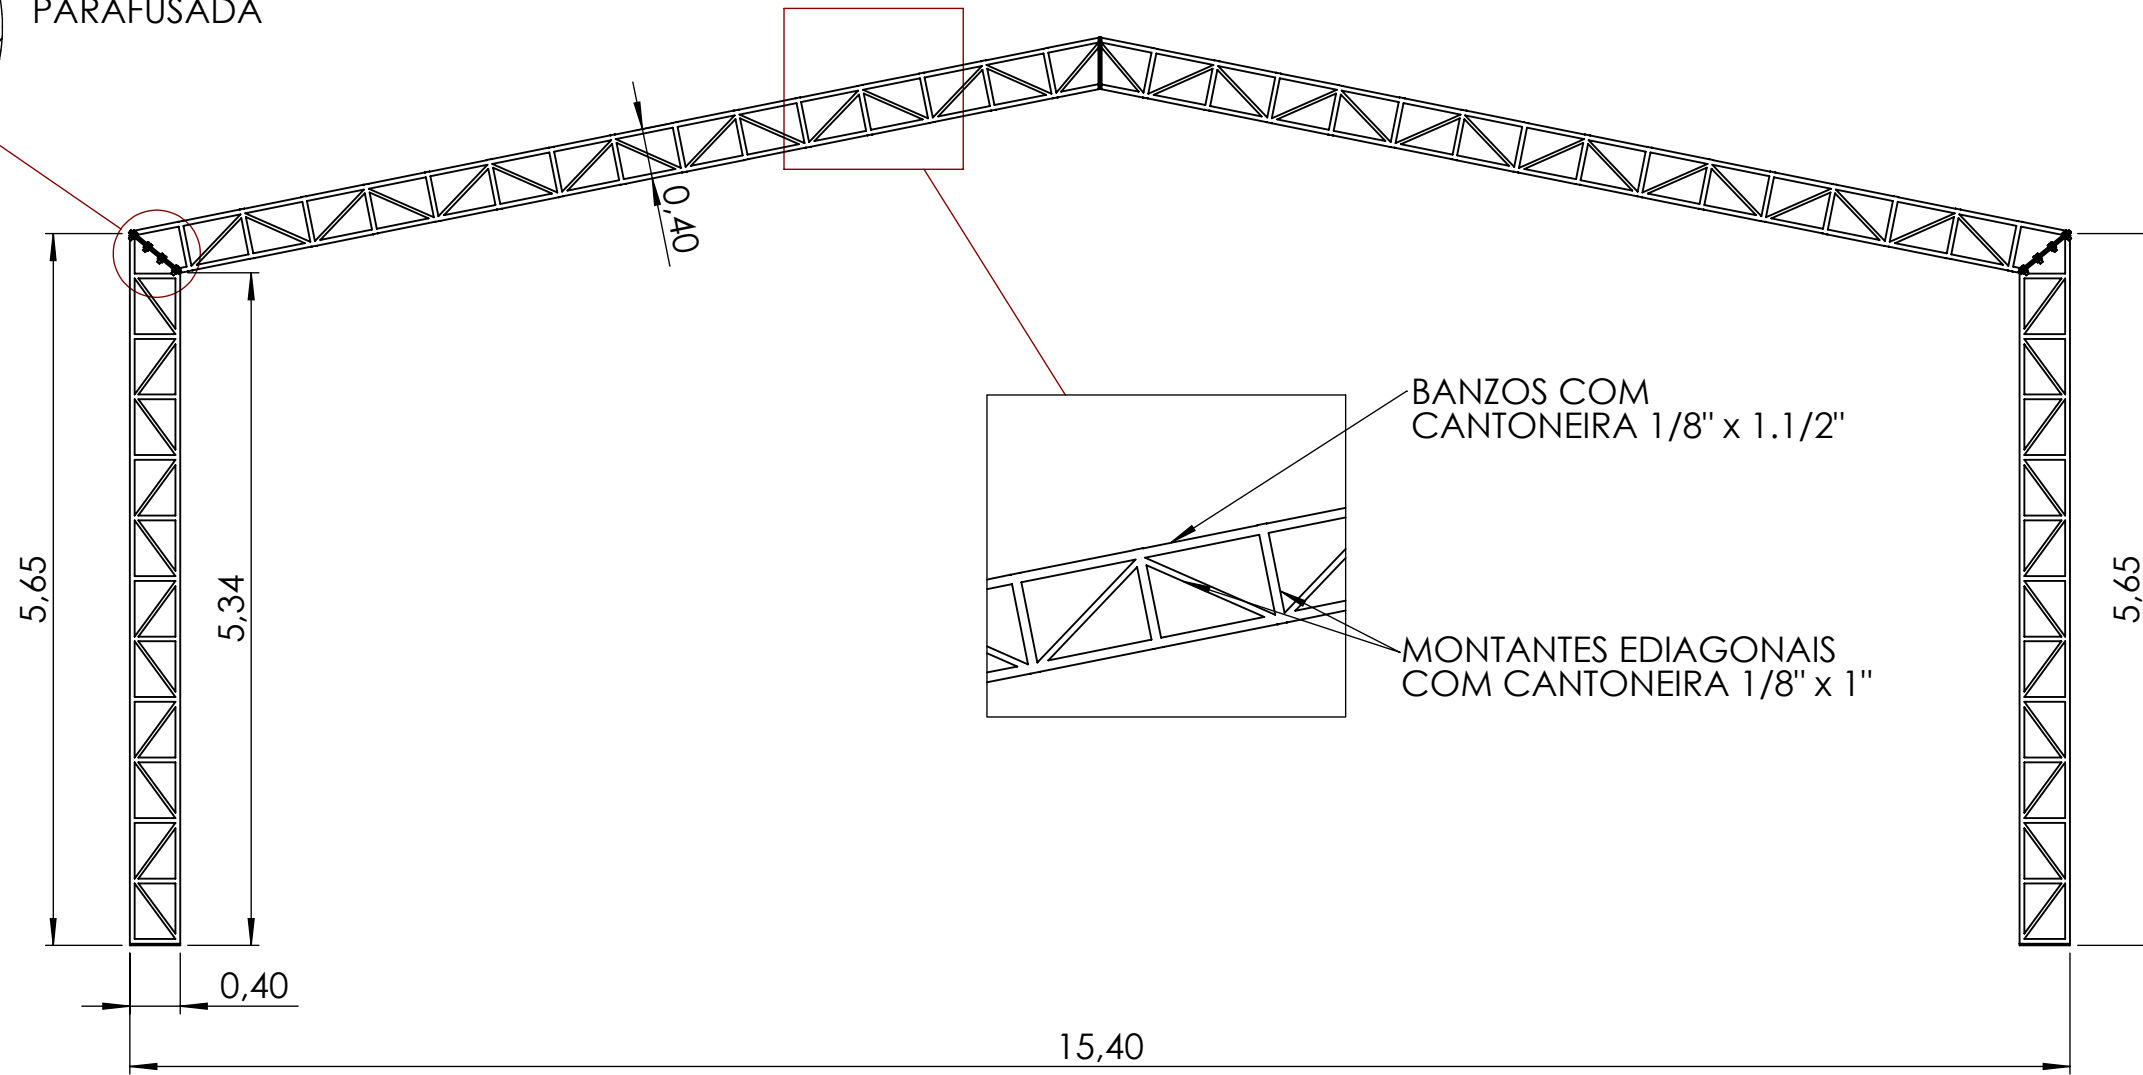 PARAFUSADA
0,40
BANZOS COM
CANTONEIRA 1/8" x 1.1/2"
5,65
5,34
5,65
MONTANTES EDIAGONAIS
COM CANTONEIRA 1/8" x 1"
0,40
15,40